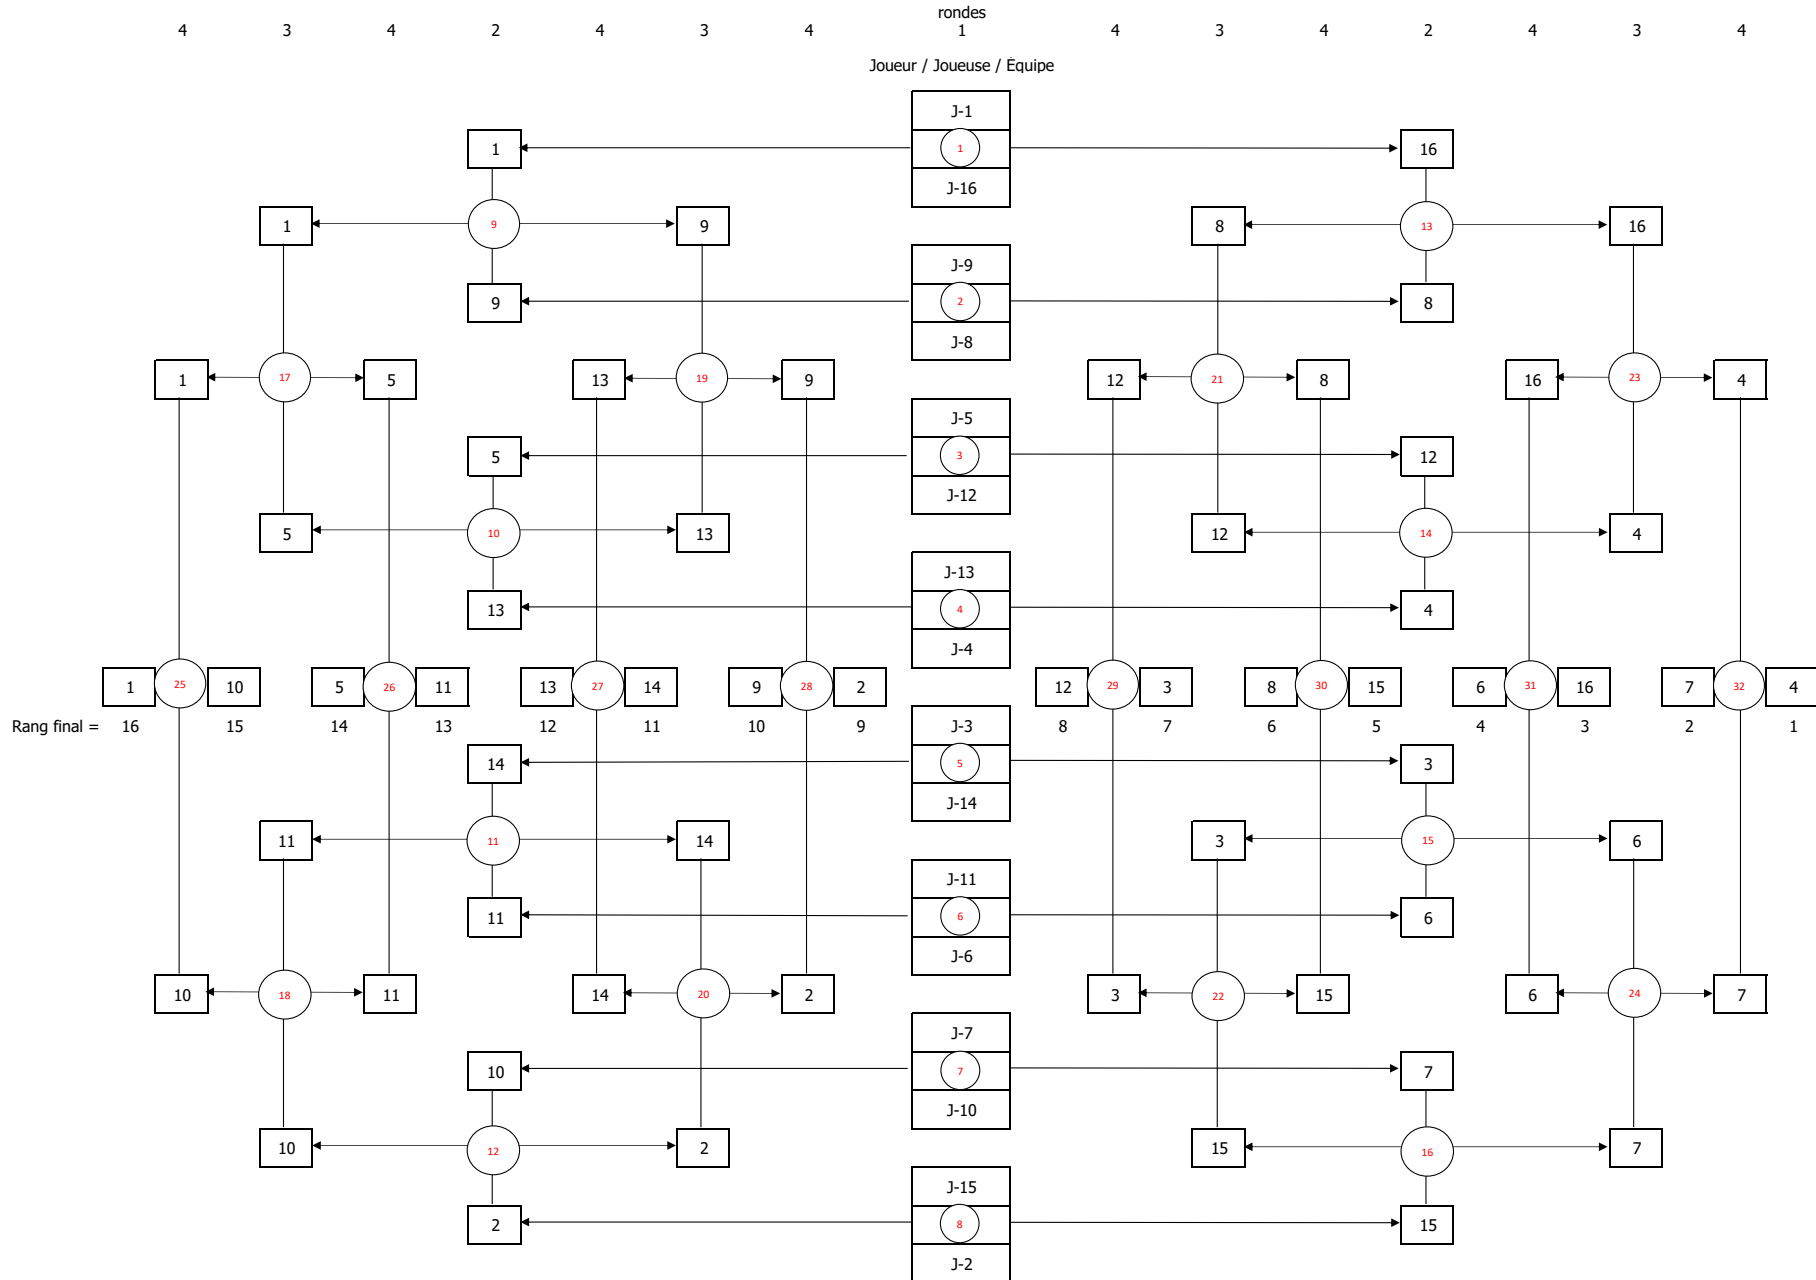 rondes
4 3 4 2 4 3 4 1 4 3 4 2 4 3 4
Joueur / Joueuse / Équipe
J-1
1 1 16
J-16
1 9 9 8 13 16
J-9
9 2 8
J-8
1 17 5 13 19 9 12 21 8 16 23 4
J-5
5 3 12
J-12
5 10 13 12 14 4
J-13
13 4 4
J-4
1 25 10 5 26 11 13 27 14 9 28 2 12 29 3 8 30 15 6 31 16 7 32 4
Rang final = 16 15 14 13 12 11 10 9 8 7 6 5 4 3 2 1
J-3
14 5 3
J-14
11 11 14 3 15 6
J-11
11 6 6
J-6
10 18 11 14 20 2 3 22 15 6 24 7
J-7
10 7 7
J-10
10 12 2 15 16 7
J-15
2 8 15
J-2